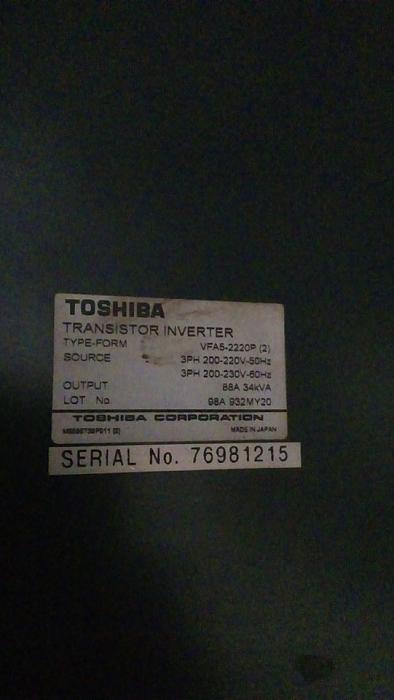 TOSHIBA
TRANSISTOR INVERTER
TYPE-FORM VFA5-2220P (2)
SOURCE 3PH 200-220V-50Hz
3PH 200-230V-60Hz
OUTPUT 88A 34kVA
LOT No. 98A 932MY20
TOSHIBA CORPORATION
MADE IN JAPAN
SERIAL No. 76981215